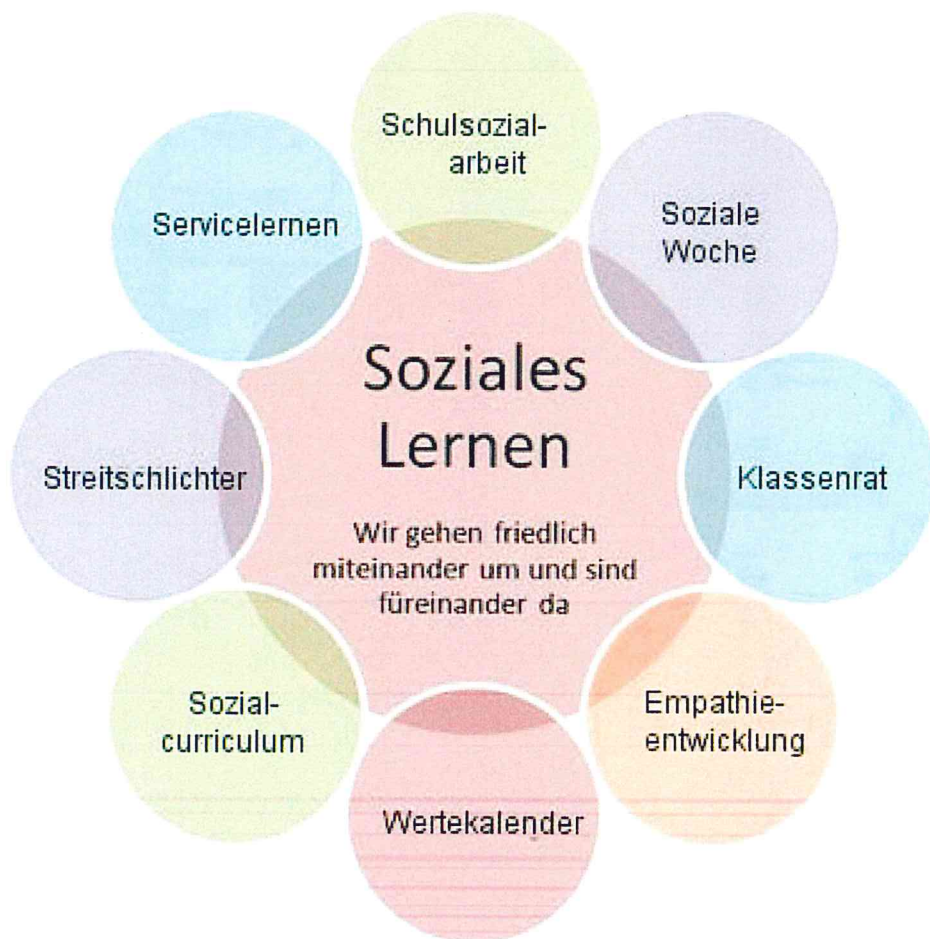 Schulsozial-
arbeit
Servicelernen
Soziale
Woche
Soziales
Lernen
Wir gehen friedlich
miteinander um und sind
füreinander da
Streitschlichter
Klassenrat
Sozial-
curriculum
Empathie-
entwicklung
Wertekalender